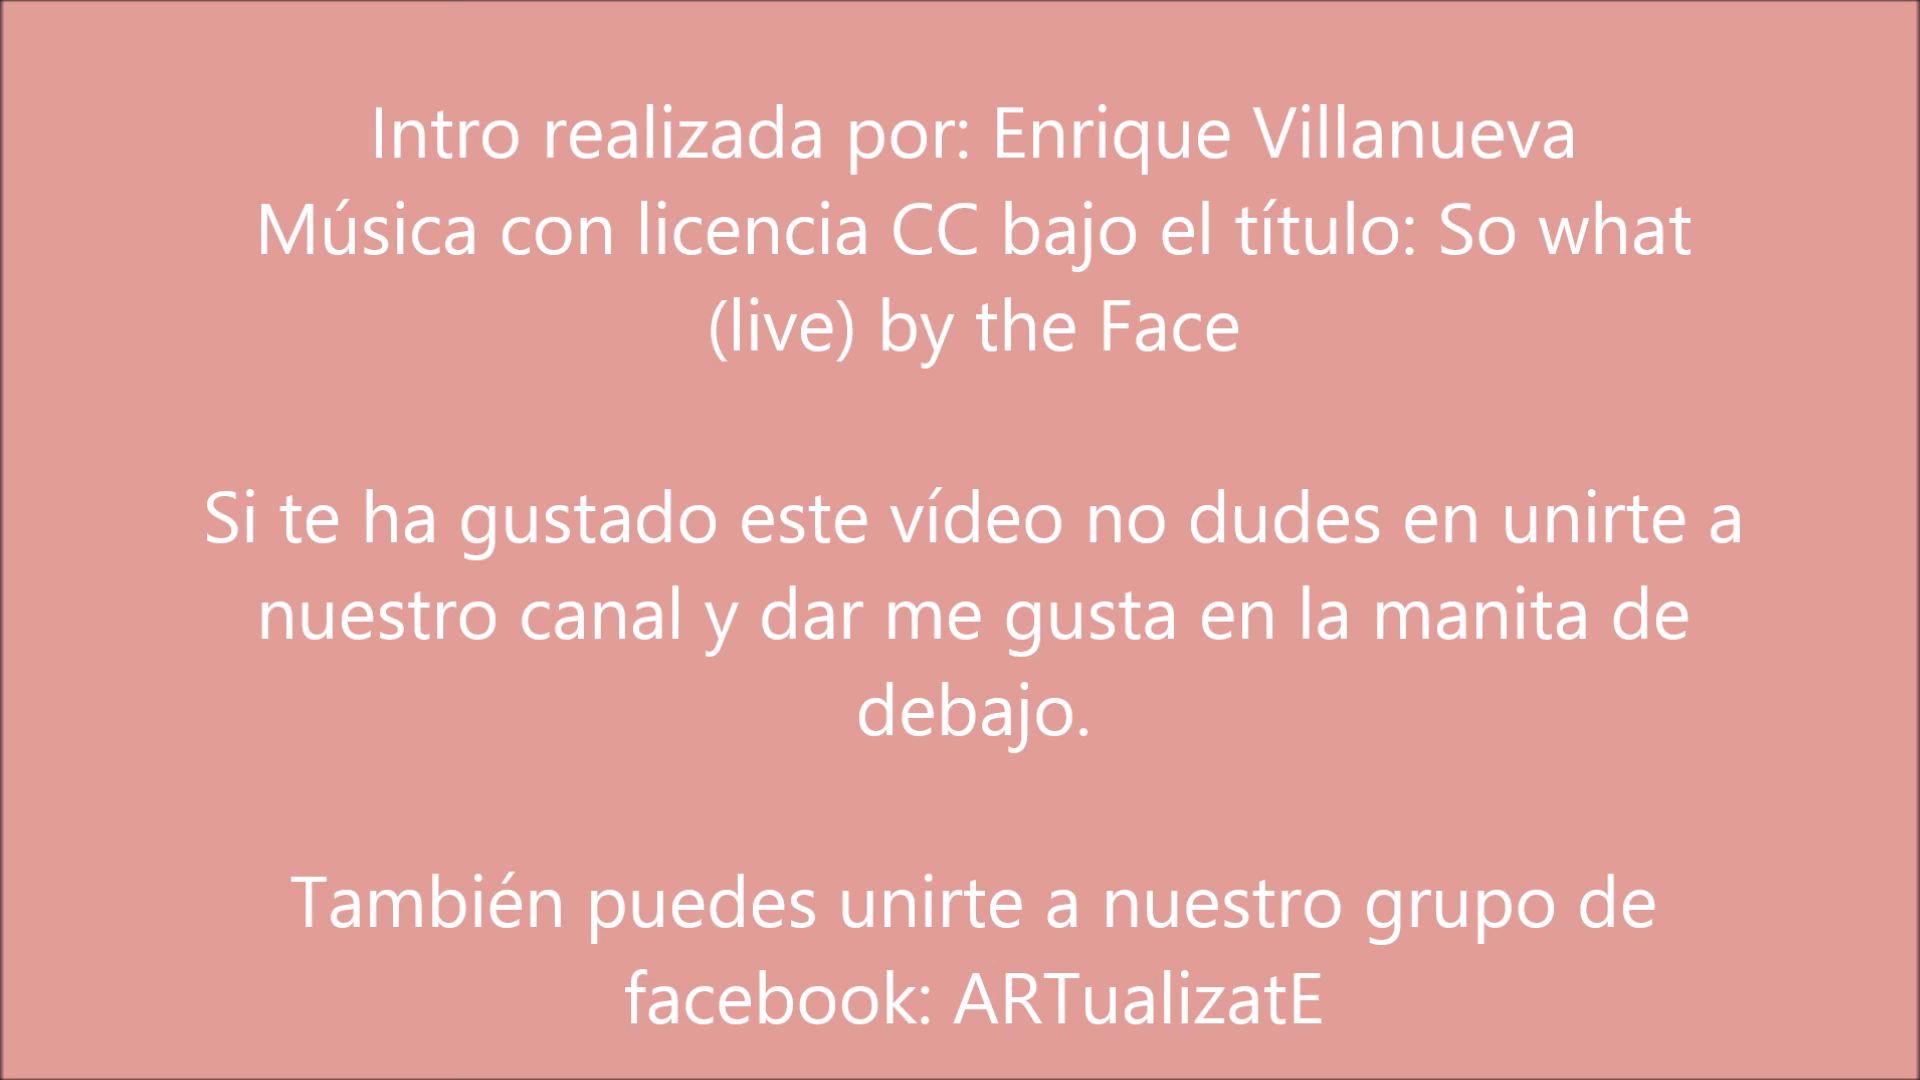 Intro realizada por: Enrique Villanueva
Música con licencia CC bajo el título: So what
(live) by the Face
Si te ha gustado este vídeo no dudes en unirte a
nuestro canal y dar me gusta en la manita de
debajo.
También puedes unirte a nuestro grupo de
facebook: ARTualizatE